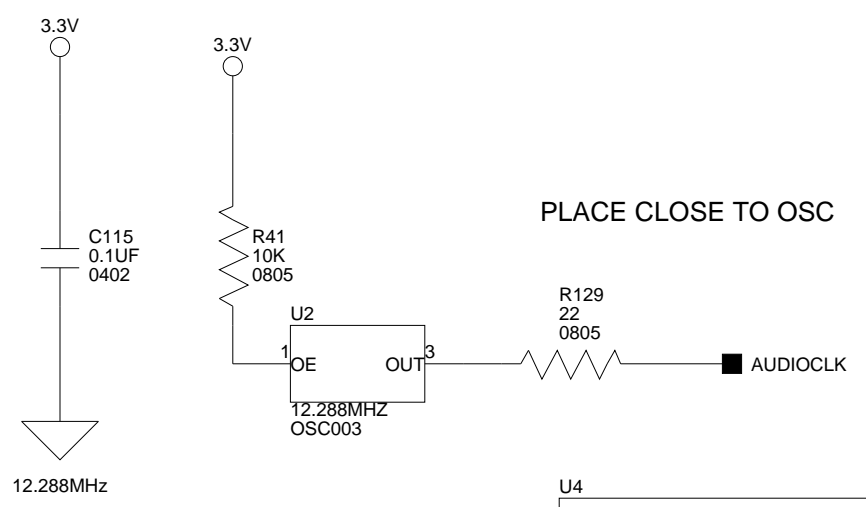 3.3V
3.3V
PLACE CLOSE TO OSC
C115
0.1UF
0402
R41
10K
0805
R129
22
0805
U2
1
OE
OUT
3
AUDIOCLK
12.288MHZ
OSC003
12.288MHz
U4